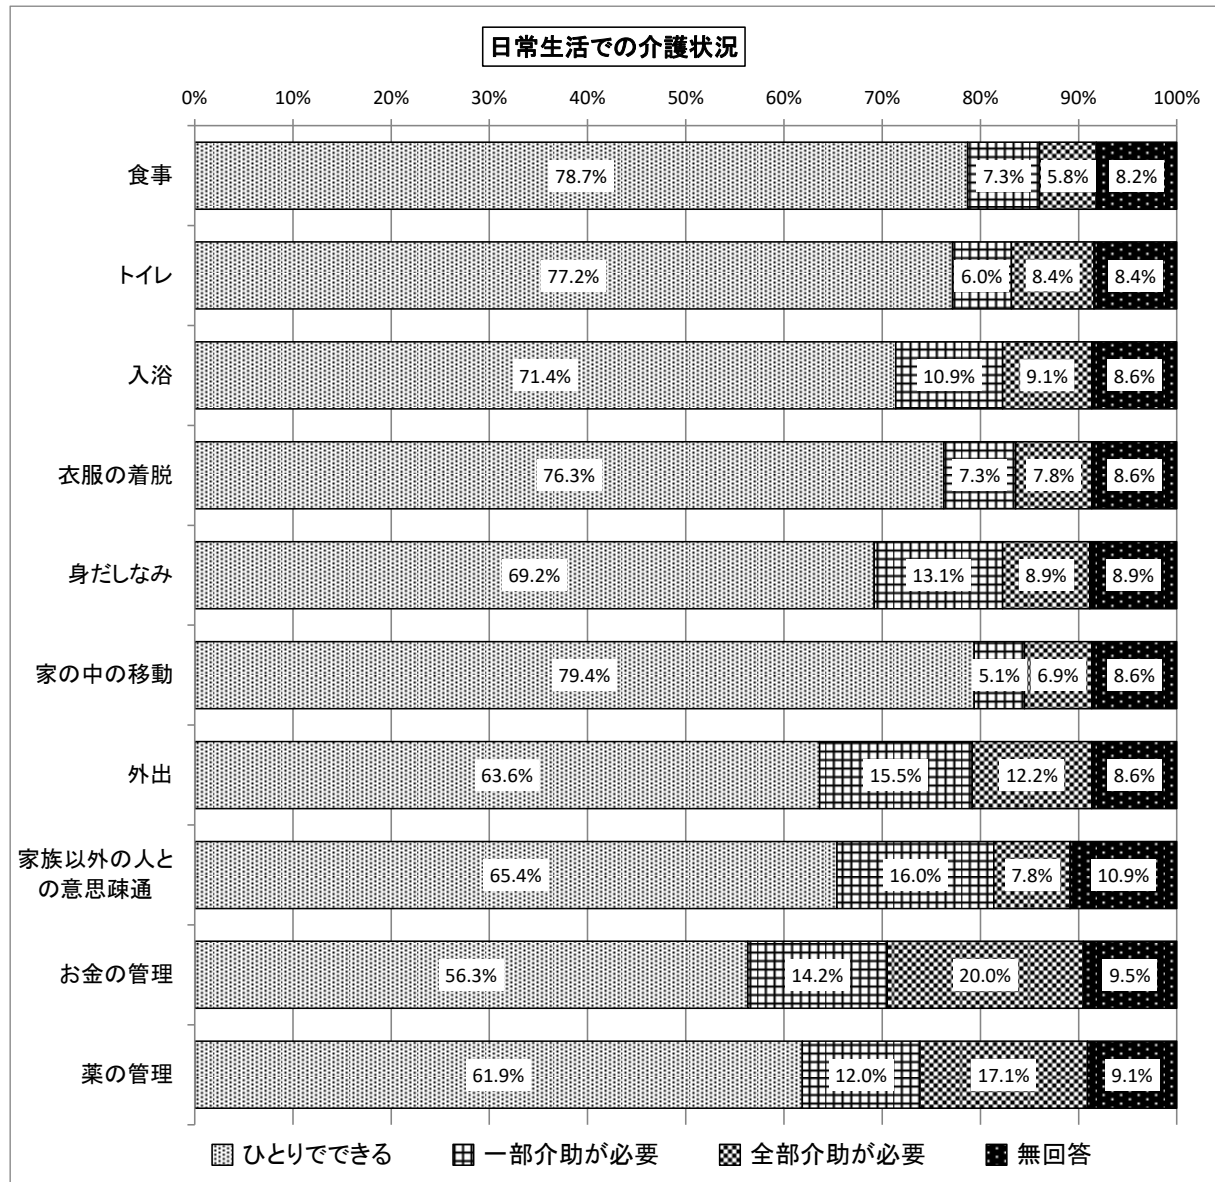 日常生活での介護状況
0% 10% 20% 30% 40% 50% 60% 70% 80% 90% 100%
食事 78.7% 7.3% 5.8% 8.2%
トイレ 77.2% 6.0% 8.4% 8.4%
入浴 71.4% 10.9% 9.1% 8.6%
衣服の着脱 76.3% 7.3% 7.8% 8.6%
身だしなみ 69.2% 13.1% 8.9% 8.9%
家の中の移動 79.4% 5.1% 6.9% 8.6%
外出 63.6% 15.5% 12.2% 8.6%
家族以外の人と
の意思疎通 65.4% 16.0% 7.8% 10.9%
お金の管理 56.3% 14.2% 20.0% 9.5%
薬の管理 61.9% 12.0% 17.1% 9.1%
ひとりでできる 一部介助が必要 全部介助が必要 無回答